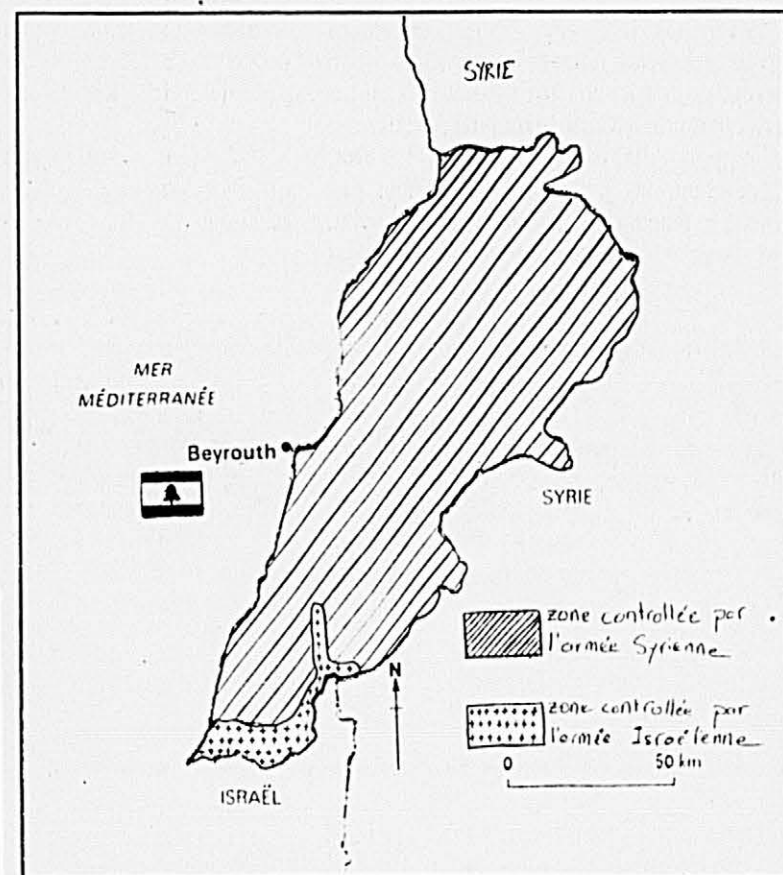 SYRIE
MER
MÉDITERRANÉE
Beyrouth
SYRIE
zone controllée par
l'armée Syrienne
N
zone controllée par
l'armée Israélienne
0 50 km
ISRAËL